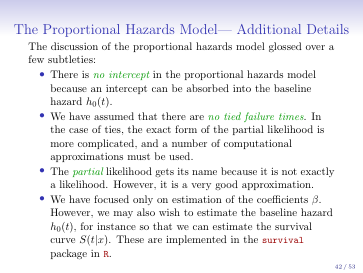 The Proportional Hazards Model— Additional Details
The discussion of the proportional hazards model glossed over a
few subtleties:
• There is no intercept in the proportional hazards model
because an intercept can be absorbed into the baseline
hazard h₀(t).
• We have assumed that there are no tied failure times. In
the case of ties, the exact form of the partial likelihood is
more complicated, and a number of computational
approximations must be used.
• The partial likelihood gets its name because it is not exactly
a likelihood. However, it is a very good approximation.
• We have focused only on estimation of the coefficients β.
However, we may also wish to estimate the baseline hazard
h₀(t), for instance so that we can estimate the survival
curve S(t|x). These are implemented in the survival
package in R.
42 / 53